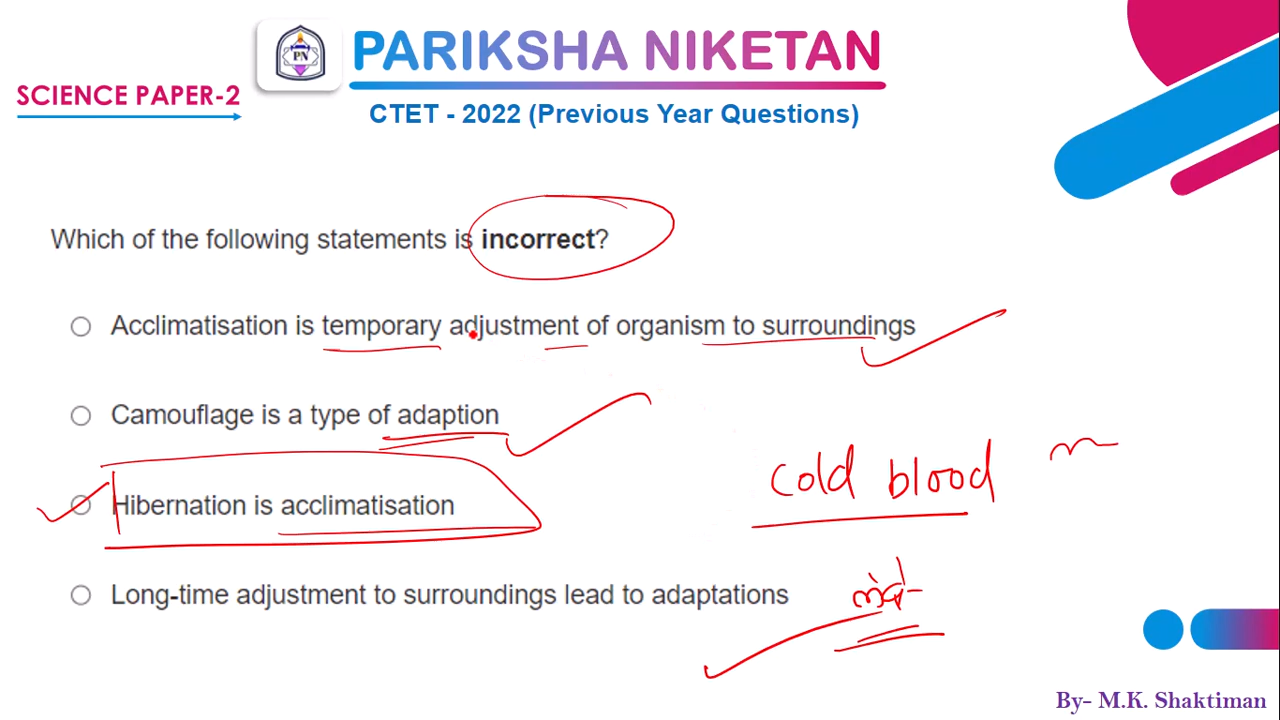 PARIKSHA NIKETAN
PN
SCIENCE PAPER-2
CTET - 2022 (Previous Year Questions)
Which of the following statements is incorrect?
Acclimatisation is temporary adjustment of organism to surroundings
Camouflage is a type of adaption
cold blood
Hibernation is acclimatisation
Long-time adjustment to surroundings lead to adaptations
By- M.K. Shaktiman